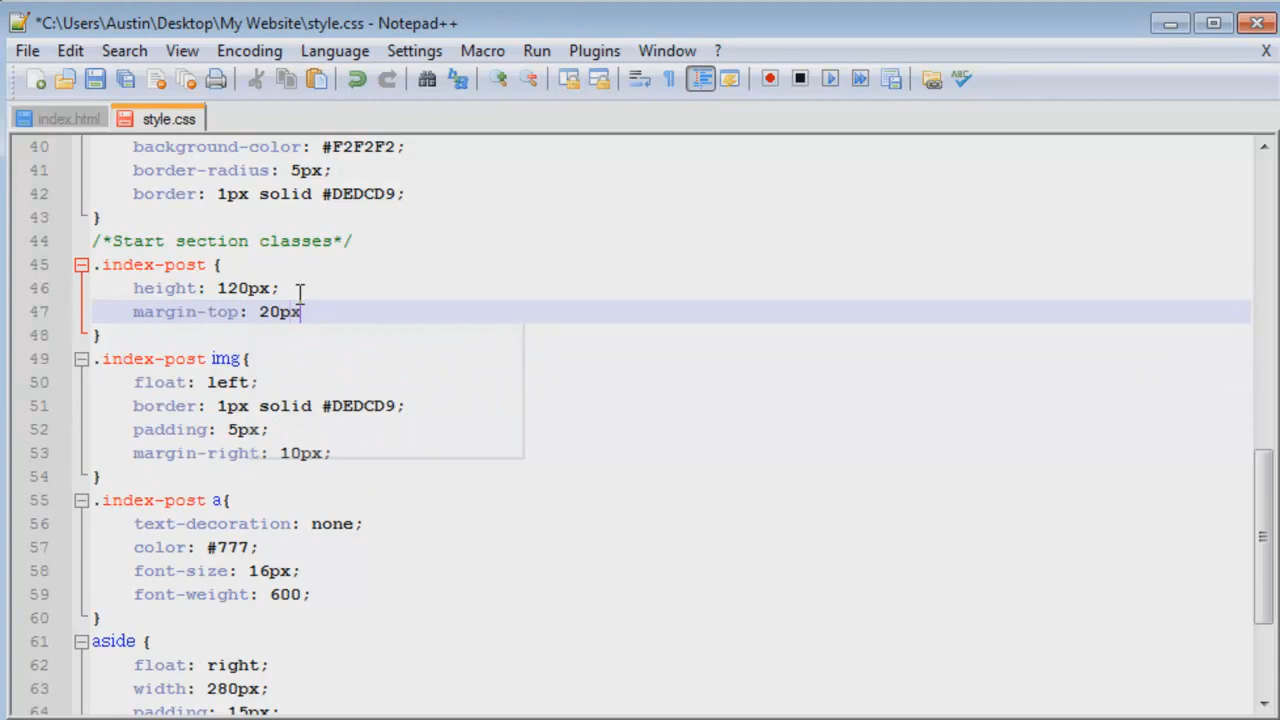 *C:\Users\Austin\Desktop\My Website\style.css - Notepad++
File Edit Search View Encoding Language Settings Macro Run Plugins Window ? X
index.html style.css
40 background-color: #F2F2F2;
41 border-radius: 5px;
42 border: 1px solid #DEDCD9;
43 }
44 /*Start section classes*/
45 .index-post {
46 height: 120px;
47 margin-top: 20px
48 }
49 .index-post img{
50 float: left;
51 border: 1px solid #DEDCD9;
52 padding: 5px;
53 margin-right: 10px;
54 }
55 .index-post a{
56 text-decoration: none;
57 color: #777;
58 font-size: 16px;
59 font-weight: 600;
60 }
61 aside {
62 float: right;
63 width: 280px;
64 padding: 15px;